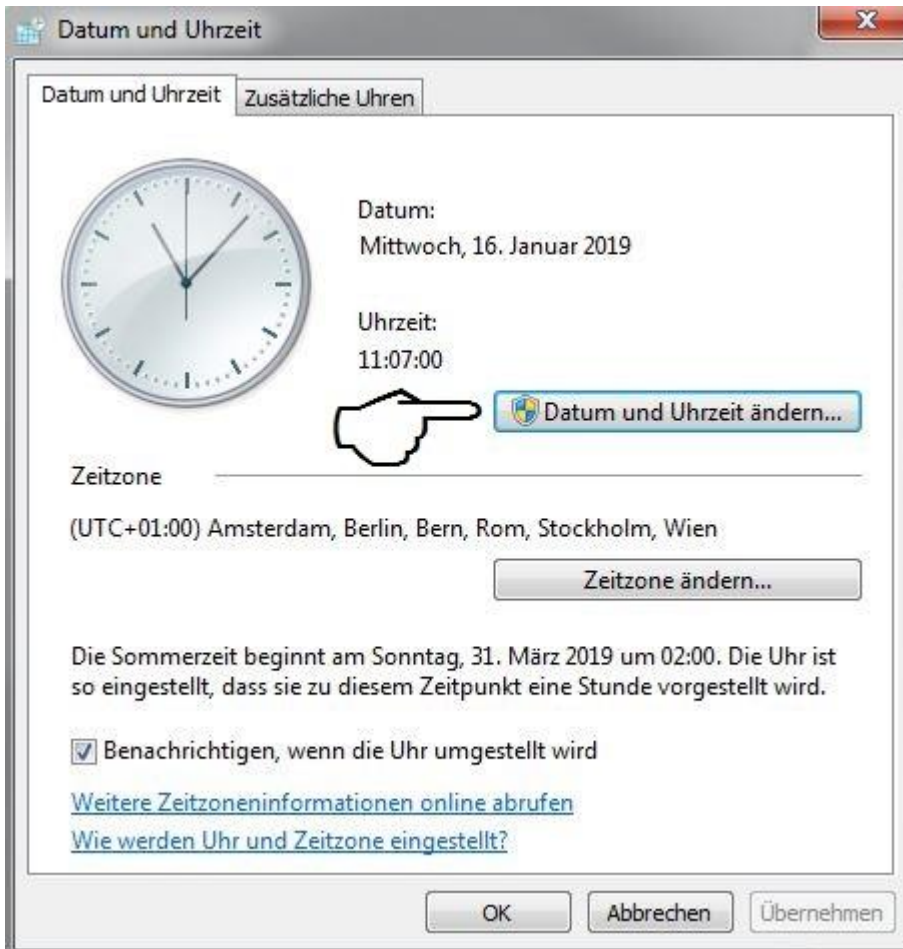 Datum und Uhrzeit
Datum und Uhrzeit
Zusätzliche Uhren
Datum:
Mittwoch, 16. Januar 2019
Uhrzeit:
11:07:00
Datum und Uhrzeit ändern...
Zeitzone
(UTC+01:00) Amsterdam, Berlin, Bern, Rom, Stockholm, Wien
Zeitzone ändern...
Die Sommerzeit beginnt am Sonntag, 31. März 2019 um 02:00. Die Uhr ist
so eingestellt, dass sie zu diesem Zeitpunkt eine Stunde vorgestellt wird.
Benachrichtigen, wenn die Uhr umgestellt wird
Weitere Zeitzoneninformationen online abrufen
Wie werden Uhr und Zeitzone eingestellt?
OK
Abbrechen
Übernehmen